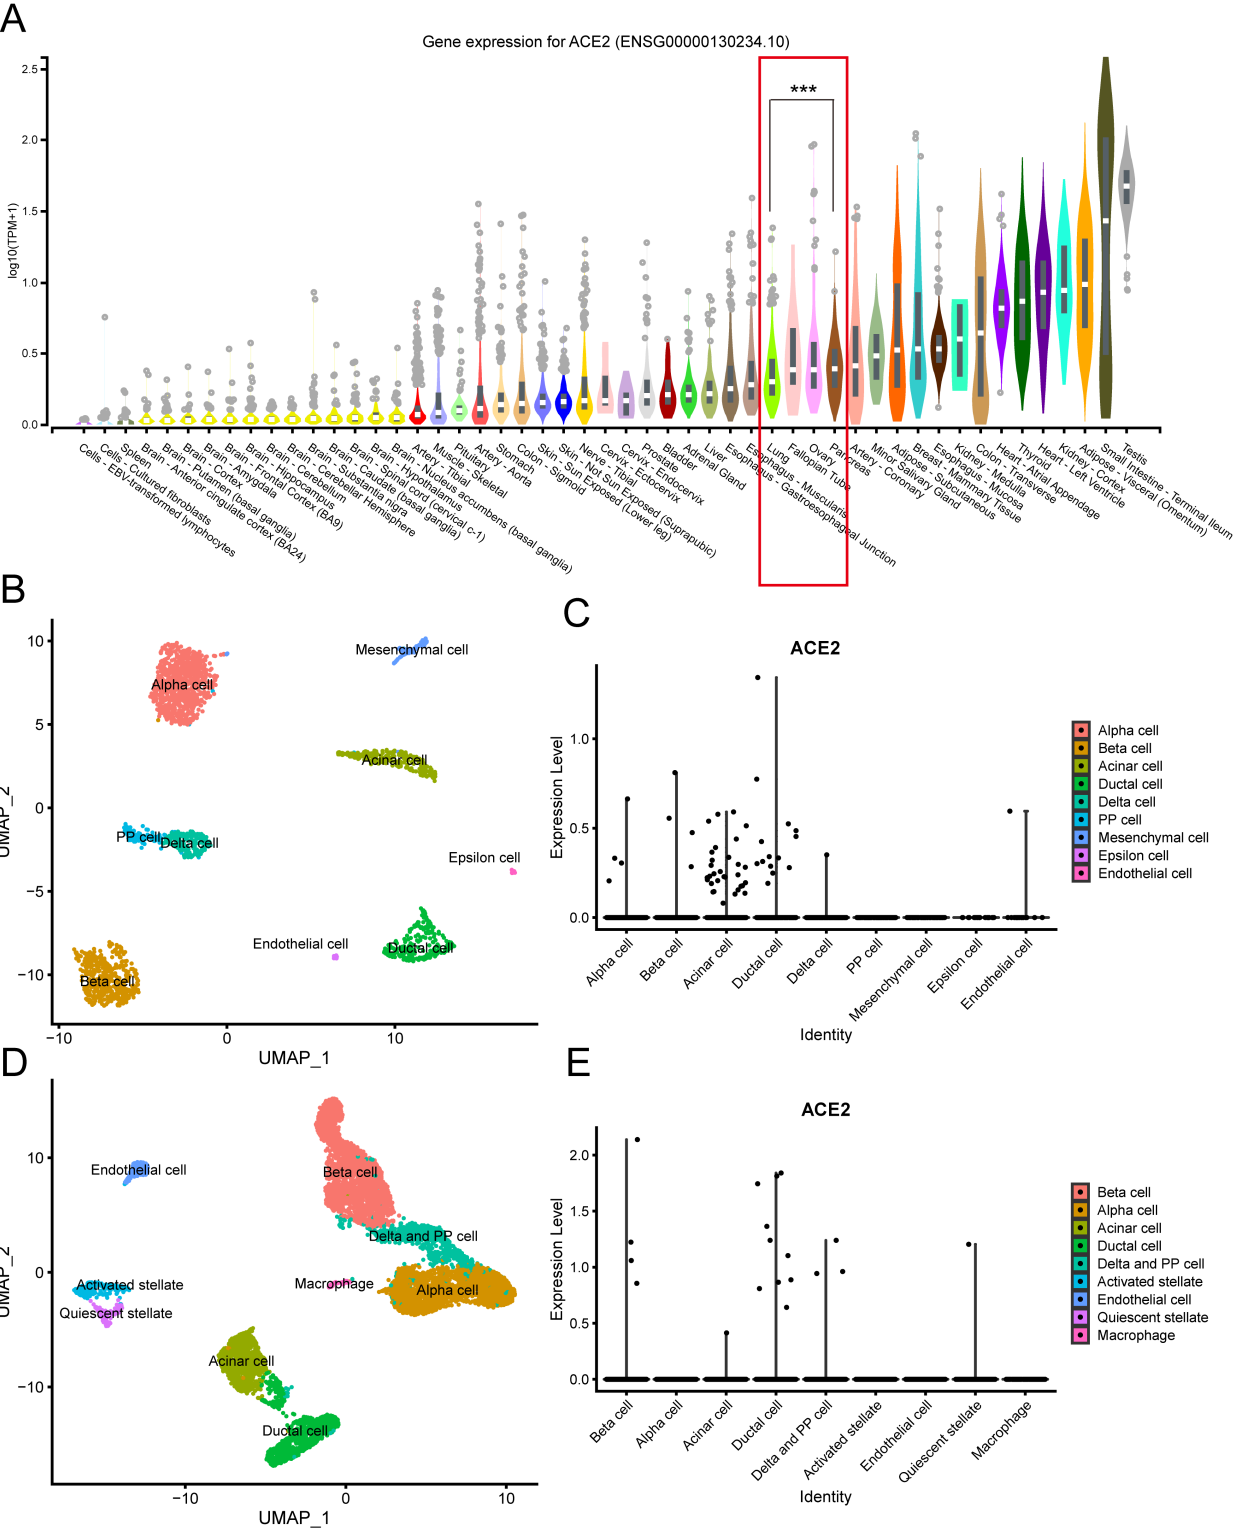 A
Gene expression for ACE2 (ENSG00000130234.10)
log10(TPM+1)
2.5
2.0
1.5
1.0
0.5
0.0
***
Cells - EBV-transformed lymphocytes
Cells - Cultured fibroblasts
Spleen
Brain - Anterior cingulate cortex (BA24)
Brain - Putamen (basal ganglia)
Brain - Cortex
Brain - Amygdala
Brain - Frontal Cortex (BA9)
Brain - Hippocampus
Brain - Cerebellum
Brain - Cerebellar Hemisphere
Brain - Substantia nigra
Brain - Caudate (basal ganglia)
Brain - Spinal cord (cervical c-1)
Brain - Hypothalamus
Brain - Nucleus accumbens (basal ganglia)
Artery - Tibial
Muscle - Skeletal
Pituitary
Artery - Aorta
Stomach
Colon - Sigmoid
Skin - Sun Exposed (Lower leg)
Skin - Not Sun Exposed (Suprapubic)
Nerve - Tibial
Cervix - Ectocervix
Cervix - Endocervix
Prostate
Bladder
Adrenal Gland
Liver
Esophagus - Gastroesophageal Junction
Esophagus - Muscularis
Lung
Fallopian Tube
Ovary
Pancreas
Artery - Coronary
Minor Salivary Gland
Adipose - Subcutaneous
Breast - Mammary Tissue
Esophagus - Mucosa
Kidney - Medulla
Colon - Transverse
Heart - Atrial Appendage
Thyroid
Heart - Left Ventricle
Kidney - Cortex
Adipose - Visceral (Omentum)
Small Intestine - Terminal Ileum
Testis
B
UMAP_2
10
5
0
−5
−10
Mesenchymal cell
Alpha cell
Acinar cell
PP cell
Delta cell
Epsilon cell
Endothelial cell
Ductal cell
Beta cell
−10
0
10
UMAP_1
C
ACE2
Expression Level
1.0
0.5
0.0
Alpha cell
Beta cell
Acinar cell
Ductal cell
Delta cell
PP cell
Mesenchymal cell
Epsilon cell
Endothelial cell
Identity
Alpha cell
Beta cell
Acinar cell
Ductal cell
Delta cell
PP cell
Mesenchymal cell
Epsilon cell
Endothelial cell
D
UMAP_2
10
0
−10
Endothelial cell
Beta cell
Delta and PP cell
Activated stellate
Macrophage
Alpha cell
Quiescent stellate
Acinar cell
Ductal cell
−10
0
10
UMAP_1
E
ACE2
Expression Level
2.0
1.5
1.0
0.5
0.0
Beta cell
Alpha cell
Acinar cell
Ductal cell
Delta and PP cell
Activated stellate
Endothelial cell
Quiescent stellate
Macrophage
Identity
Beta cell
Alpha cell
Acinar cell
Ductal cell
Delta and PP cell
Activated stellate
Endothelial cell
Quiescent stellate
Macrophage